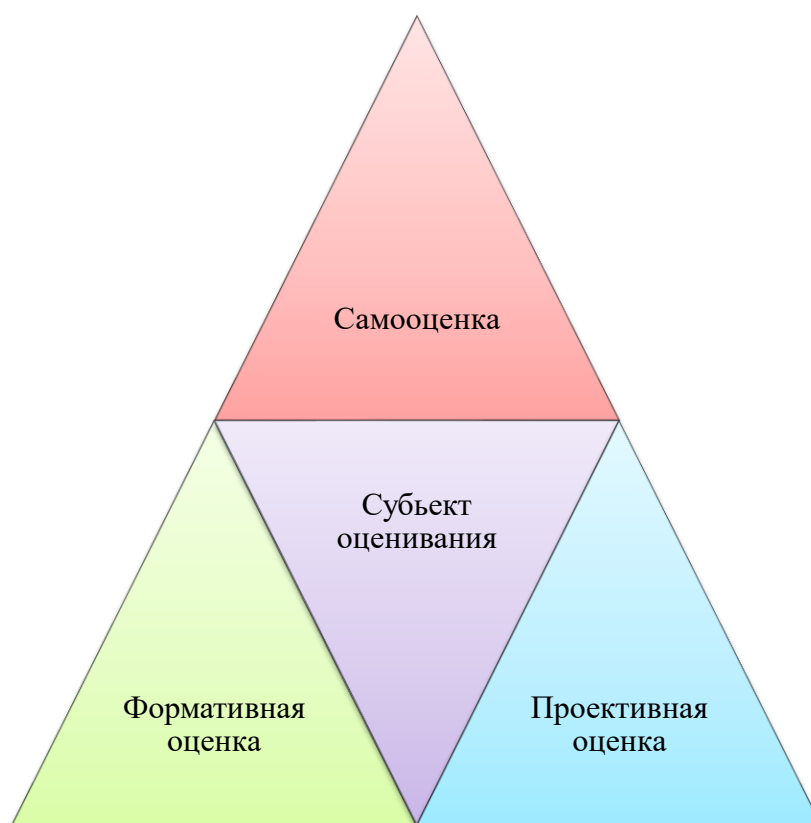 Самооценка
Субьект
оценивания
Формативная
оценка
Проективная
оценка